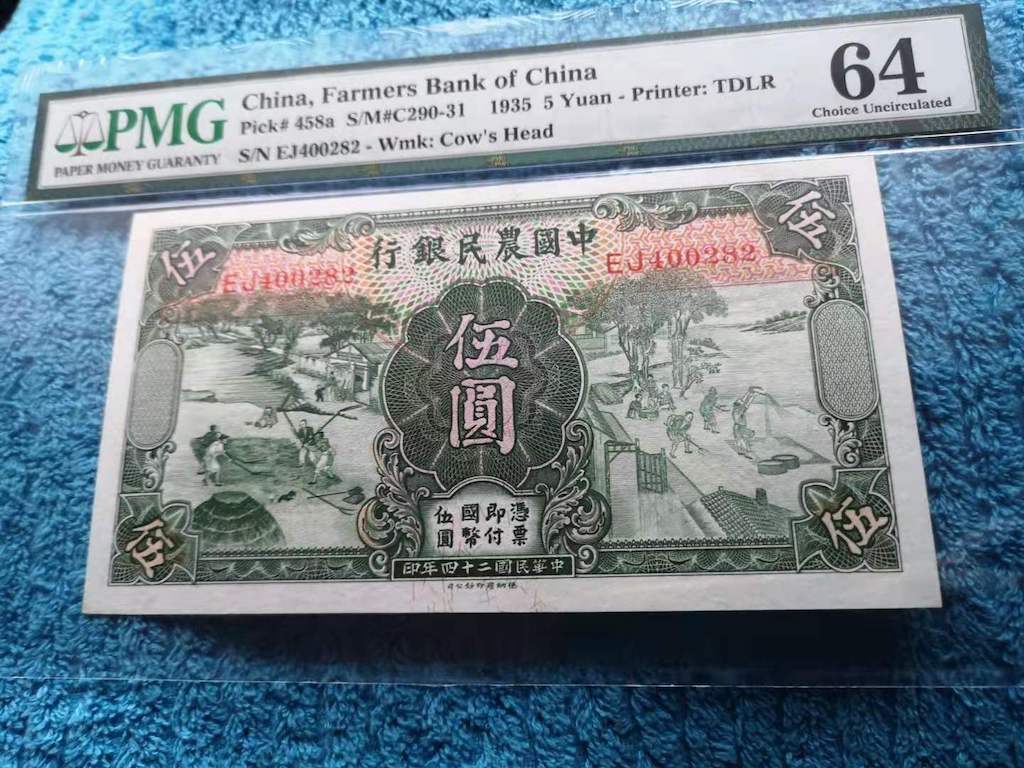 PMG
PAPER MONEY GUARANTY
China, Farmers Bank of China
Pick# 458a S/M#C290-31 1935 5 Yuan - Printer: TDLR
S/N EJ400282 - Wmk: Cow's Head
64
Choice Uncirculated
伍
伍
中國農民銀行
EJ400282
EJ400282
伍圓
憑票
即付
國幣
伍圓
伍
伍
中華民國二十四年印